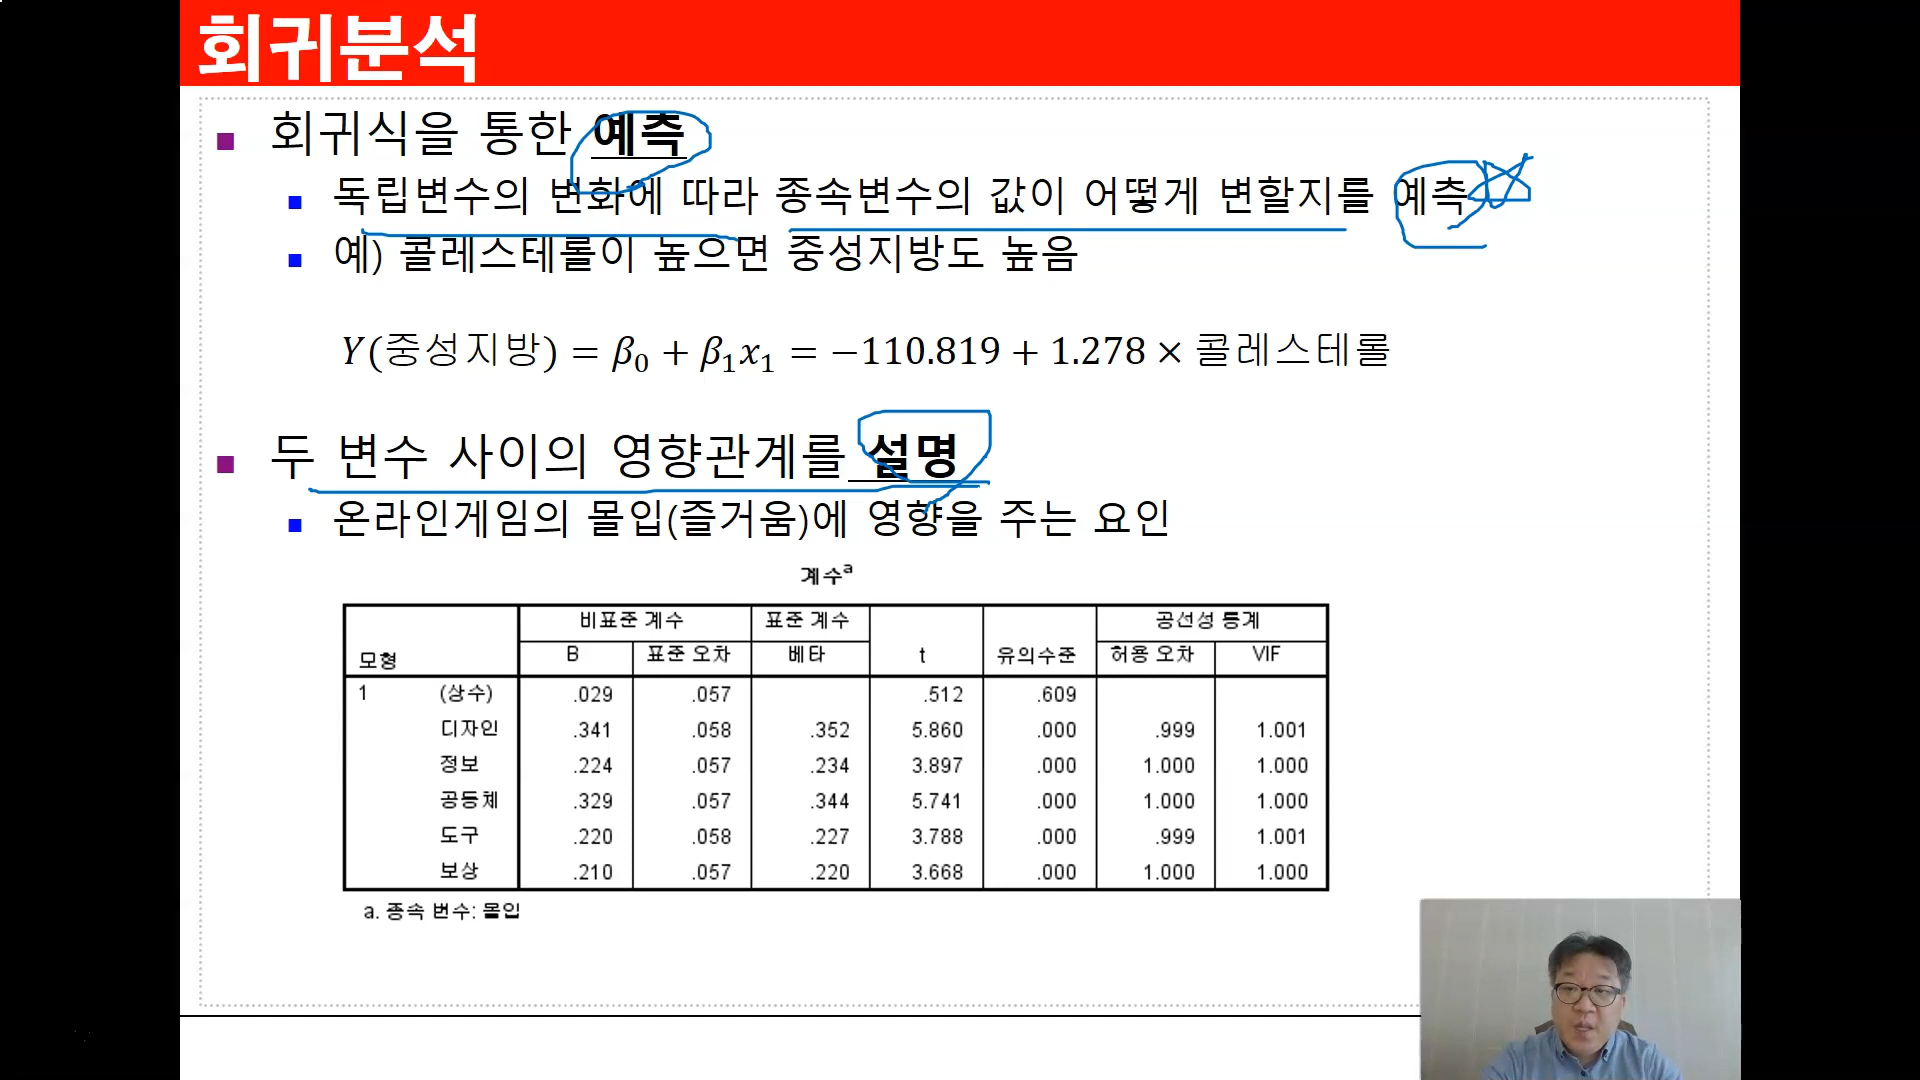 회귀분석
회귀식을 통한 예측
독립변수의 변화에 따라 종속변수의 값이 어떻게 변할지를 예측
예) 콜레스테롤이 높으면 중성지방도 높음
Y(중성지방) = β₀ + β₁x₁ = −110.819 + 1.278 × 콜레스테롤
두 변수 사이의 영향관계를 설명
온라인게임의 몰입(즐거움)에 영향을 주는 요인
계수ª
모형 비표준 계수 표준 계수 t 유의수준 공선성 통계
B 표준 오차 베타 허용 오차 VIF
1 (상수) .029 .057 .512 .609
디자인 .341 .058 .352 5.860 .000 .999 1.001
정보 .224 .057 .234 3.897 .000 1.000 1.000
공동체 .329 .057 .344 5.741 .000 1.000 1.000
도구 .220 .058 .227 3.788 .000 .999 1.001
보상 .210 .057 .220 3.668 .000 1.000 1.000
a. 종속 변수: 몰입